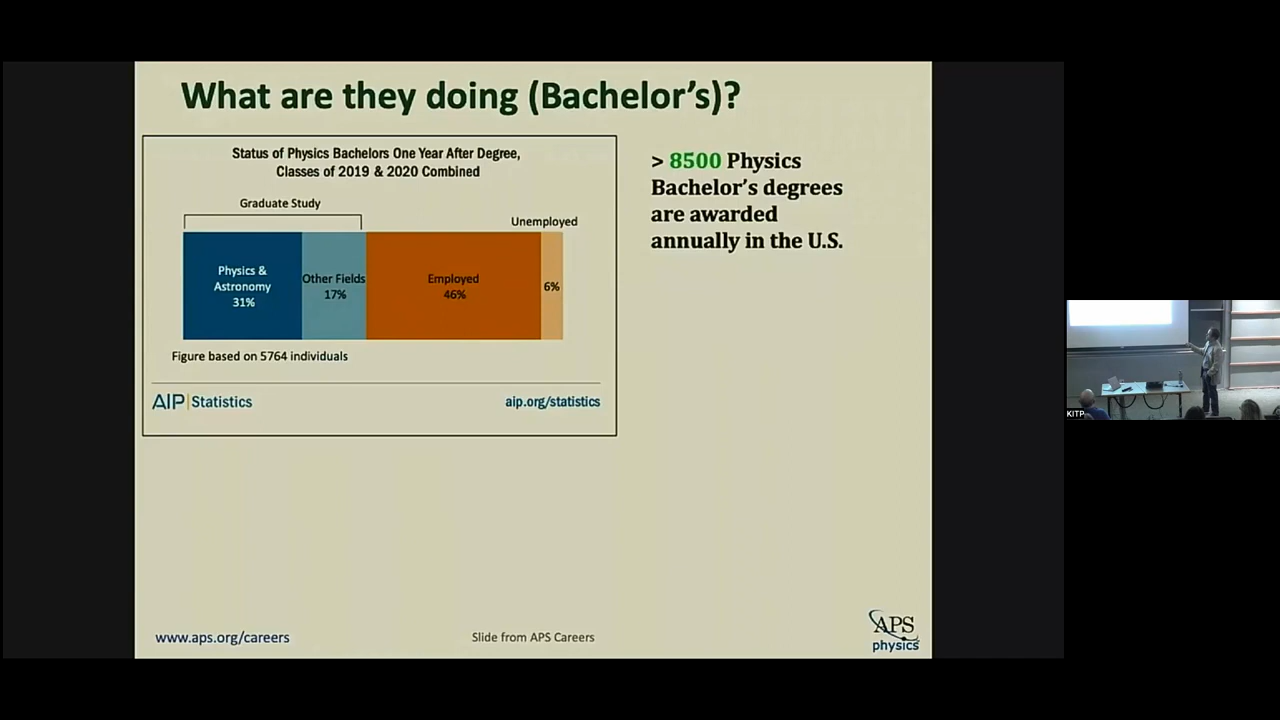 What are they doing (Bachelor's)?
Status of Physics Bachelors One Year After Degree,
Classes of 2019 & 2020 Combined
Graduate Study
Unemployed
Physics &
Astronomy
31%
Other Fields
17%
Employed
46%
6%
Figure based on 5764 individuals
AIP Statistics
aip.org/statistics
> 8500 Physics
Bachelor's degrees
are awarded
annually in the U.S.
www.aps.org/careers
Slide from APS Careers
APS
physics
KITP